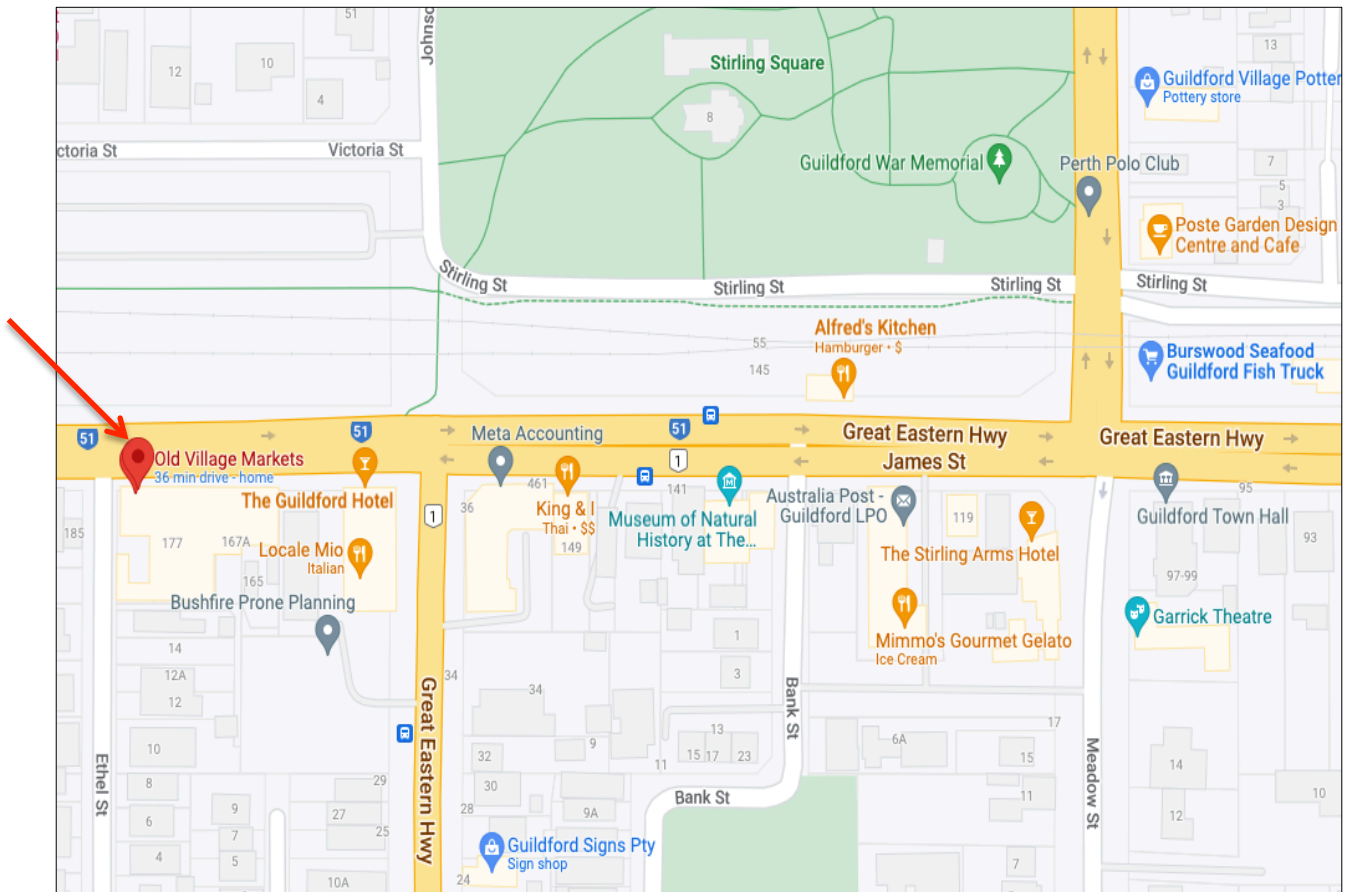 51
Johnso
12
10
4
Stirling Square
8
13
Guildford Village Potter
Pottery store
ctoria St
Victoria St
Guildford War Memorial
Perth Polo Club
7
5
3
Poste Garden Design
Centre and Cafe
Stirling St
Stirling St
Stirling St
Stirling St
Alfred's Kitchen
Hamburger · $
55
145
Burswood Seafood
Guildford Fish Truck
51
51
51
Meta Accounting
Great Eastern Hwy
Great Eastern Hwy
James St
1
Old Village Markets
36 min drive - home
The Guildford Hotel
1
36
461
King & I
Thai · $$
149
141
Museum of Natural
History at The...
Australia Post -
Guildford LPO
119
The Stirling Arms Hotel
95
Guildford Town Hall
93
97-99
185
177
167A
165
Locale Mio
Italian
Bushfire Prone Planning
Mimmo's Gourmet Gelato
Ice Cream
Garrick Theatre
1
3
14
12A
12
10
8
6
4
Ethel St
9
7
5
29
27
25
10A
Great Eastern Hwy
34
34
32
30
28
24
9
9A
11
13
15
17
23
Bank St
Bank St
6A
17
15
11
7
Meadow St
14
12
10
Guildford Signs Pty
Sign shop